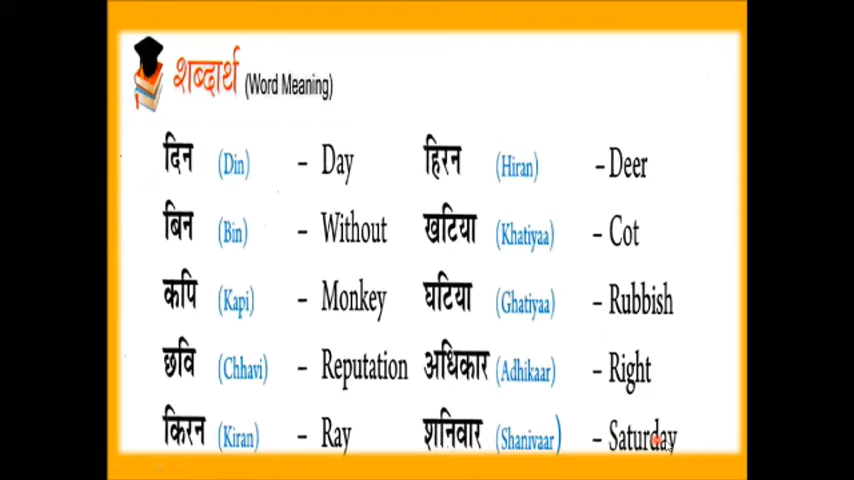 शब्दार्थ (Word Meaning)
दिन (Din) – Day हिरन (Hiran) – Deer
बिन (Bin) – Without खटिया (Khatiyaa) – Cot
कपि (Kapi) – Monkey घटिया (Ghatiyaa) – Rubbish
छवि (Chhavi) – Reputation अधिकार (Adhikaar) – Right
किरन (Kiran) – Ray शनिवार (Shanivaar) – Saturday